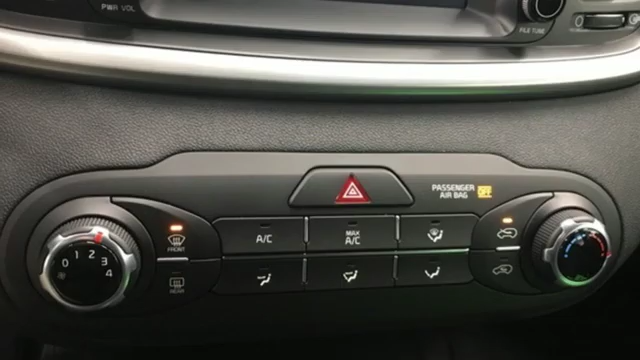 PWR VOL
FILE TUNE
PASSENGER OFF
AIR BAG
FRONT
A/C
MAX
A/C
0 1 2 3 4
REAR